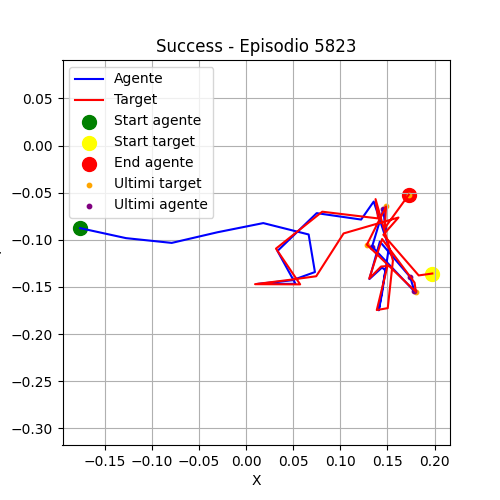 Success - Episodio 5823
Agente
Target
Start agente
Start target
End agente
Ultimi target
Ultimi agente
0.05
0.00
−0.05
−0.10
−0.15
−0.20
−0.25
−0.30
−0.15
−0.10
−0.05
0.00
0.05
0.10
0.15
0.20
X